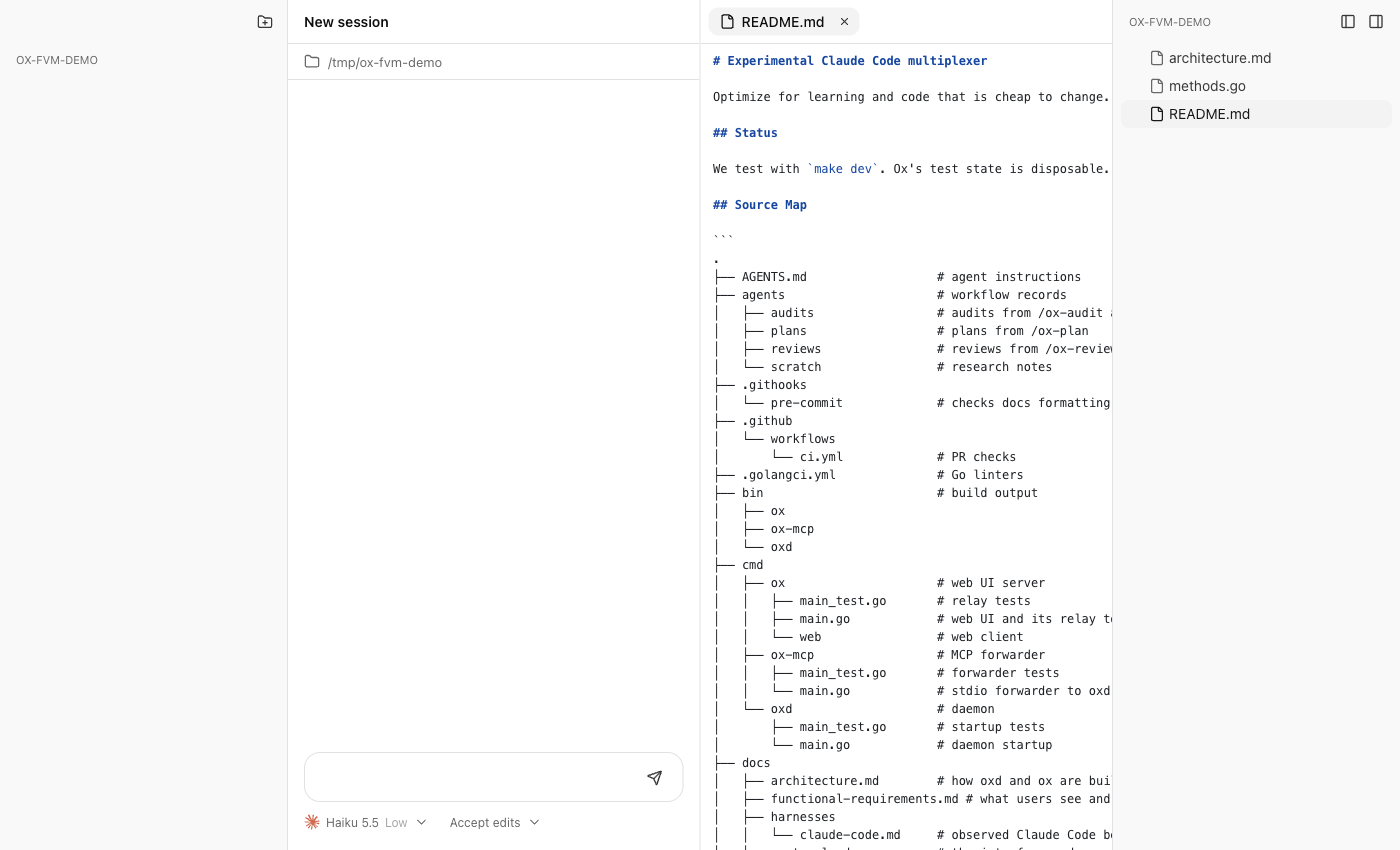 OX-FVM-DEMO
New session
/tmp/ox-fvm-demo
Haiku 5.5 Low
Accept edits
README.md
# Experimental Claude Code multiplexer
Optimize for learning and code that is cheap to change.
## Status
We test with `make dev`. Ox's test state is disposable.
## Source Map
```
.
├── AGENTS.md                  # agent instructions
├── agents                     # workflow records
│   ├── audits                 # audits from /ox-audit
│   ├── plans                  # plans from /ox-plan
│   ├── reviews                # reviews from /ox-review
│   └── scratch                # research notes
├── .githooks
│   └── pre-commit             # checks docs formatting
├── .github
│   └── workflows
│       └── ci.yml             # PR checks
├── .golangci.yml              # Go linters
├── bin                        # build output
│   ├── ox
│   ├── ox-mcp
│   └── oxd
├── cmd
│   ├── ox                     # web UI server
│   │   ├── main_test.go       # relay tests
│   │   ├── main.go            # web UI and its relay
│   │   └── web                # web client
│   ├── ox-mcp                 # MCP forwarder
│   │   ├── main_test.go       # forwarder tests
│   │   └── main.go            # stdio forwarder to oxd
│   └── oxd                    # daemon
│       ├── main_test.go       # startup tests
│       └── main.go            # daemon startup
├── docs
│   ├── architecture.md        # how oxd and ox are
│   ├── functional-requirements.md # what users see and
│   ├── harnesses
│   │   └── claude-code.md     # observed Claude Code
OX-FVM-DEMO
architecture.md
methods.go
README.md